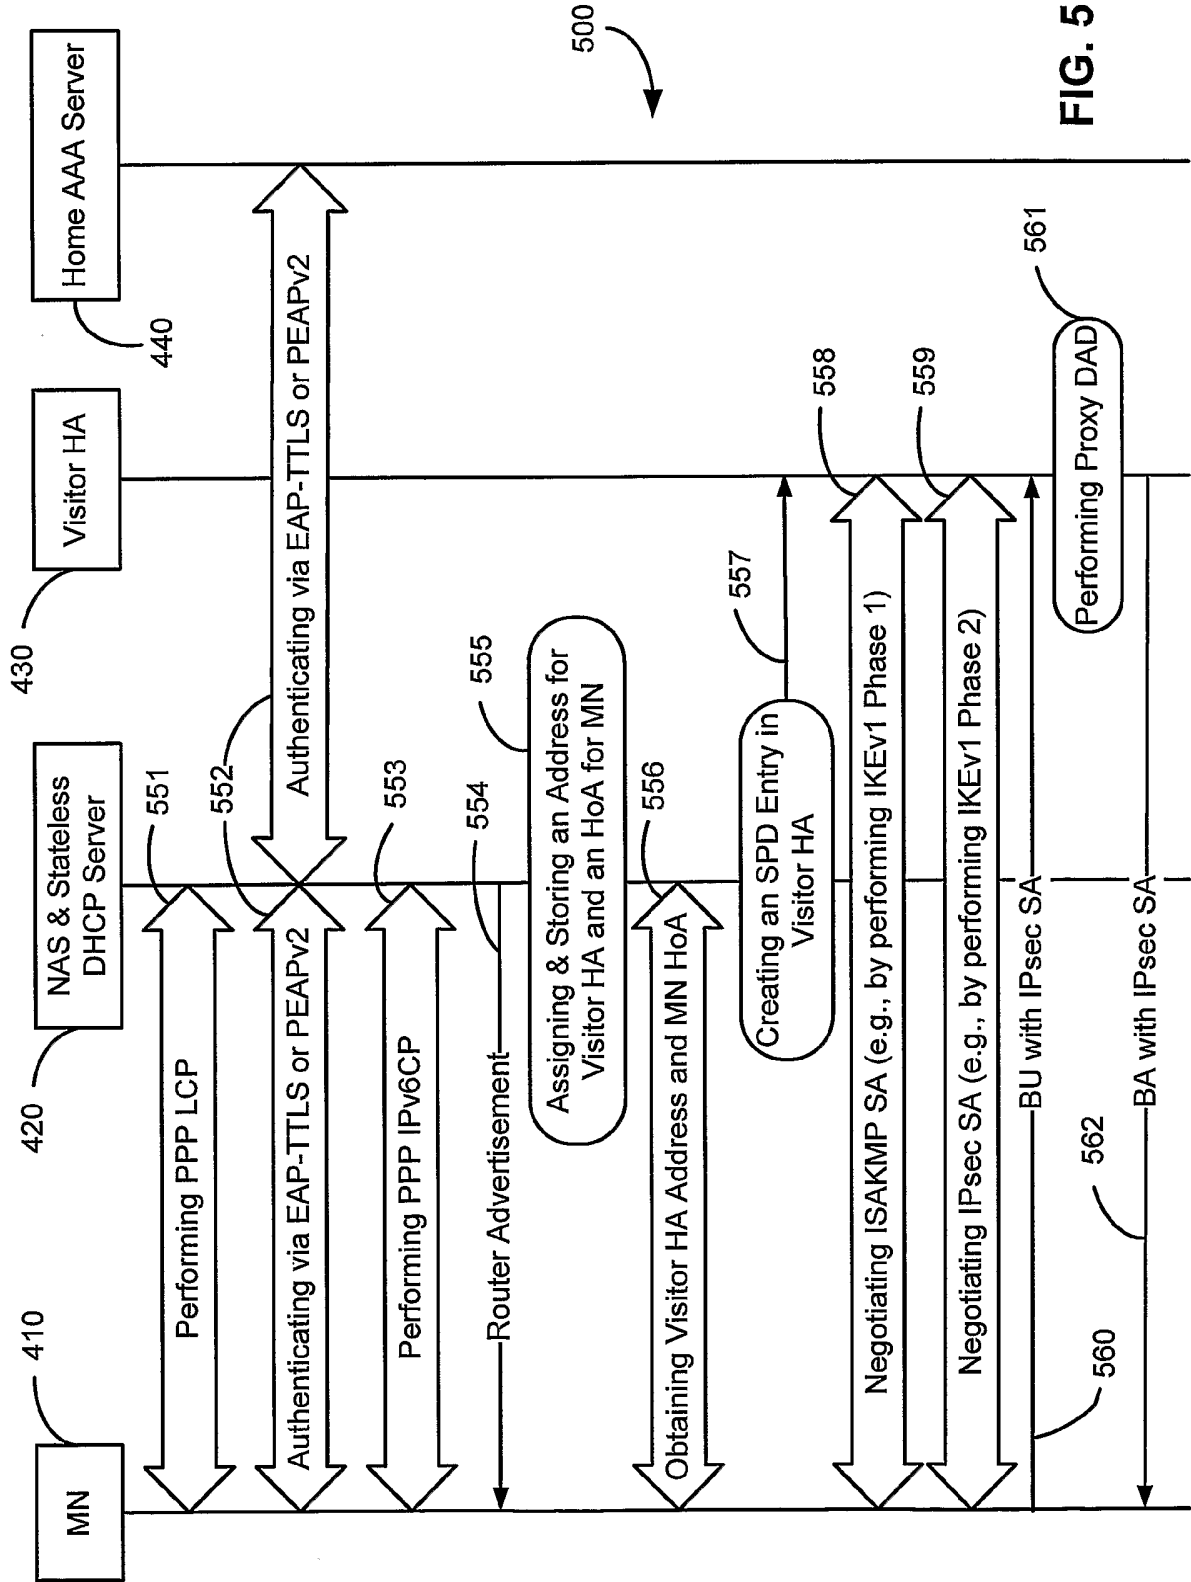 MN
410
NAS & Stateless
DHCP Server
420
Visitor HA
430
Home AAA Server
440
Performing PPP LCP
551
Authenticating via EAP-TTLS or PEAPv2
552
Authenticating via EAP-TTLS or PEAPv2
Performing PPP IPv6CP
553
Router Advertisement
554
Assigning & Storing an Address for
Visitor HA and an HoA for MN
555
Obtaining Visitor HA Address and MN HoA
556
Creating an SPD Entry in
Visitor HA
557
Negotiating ISAKMP SA (e.g., by performing IKEv1 Phase 1)
558
Negotiating IPsec SA (e.g., by performing IKEv1 Phase 2)
559
BU with IPsec SA
560
Performing Proxy DAD
561
BA with IPsec SA
562
500
FIG. 5